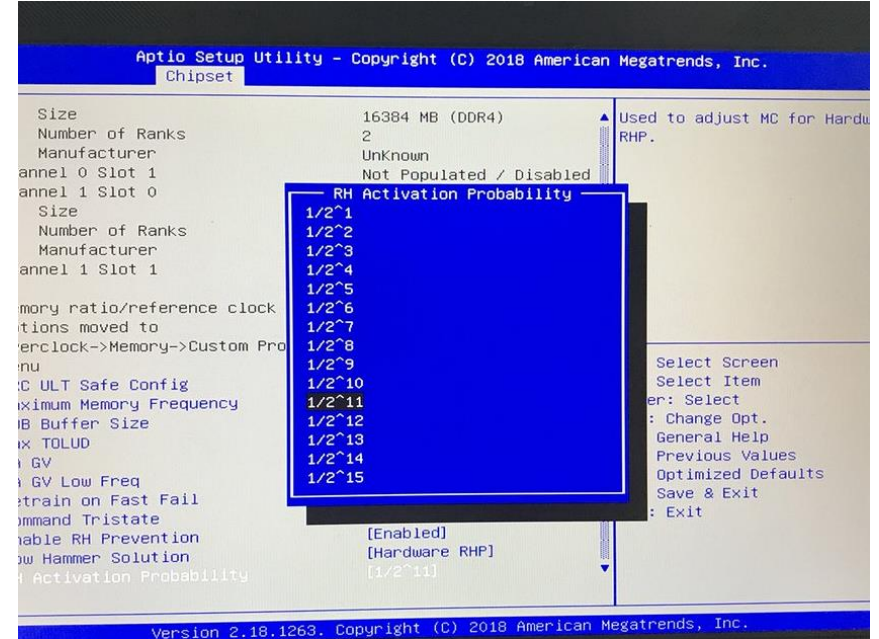 Aptio Setup Utility - Copyright (C) 2018 American Megatrends, Inc.
Chipset
Size 16384 MB (DDR4)
Number of Ranks 2
Manufacturer UnKnown
annel 0 Slot 1 Not Populated / Disabled
annel 1 Slot 0
Size
Number of Ranks
Manufacturer
annel 1 Slot 1
mory ratio/reference clock
tions moved to
erclock->Memory->Custom Pro
nu
C ULT Safe Config
ximum Memory Frequency
B Buffer Size
x TOLUD
GV
GV Low Freq
etrain on Fast Fail
ommand Tristate
nable RH Prevention [Enabled]
ow Hammer Solution [Hardware RHP]
H Activation Probability [1/2^11]
RH Activation Probability
1/2^1
1/2^2
1/2^3
1/2^4
1/2^5
1/2^6
1/2^7
1/2^8
1/2^9
1/2^10
1/2^11
1/2^12
1/2^13
1/2^14
1/2^15
Used to adjust MC for Hardw
RHP.
Select Screen
Select Item
er: Select
: Change Opt.
General Help
Previous Values
Optimized Defaults
Save & Exit
: Exit
Version 2.18.1263. Copyright (C) 2018 American Megatrends, Inc.